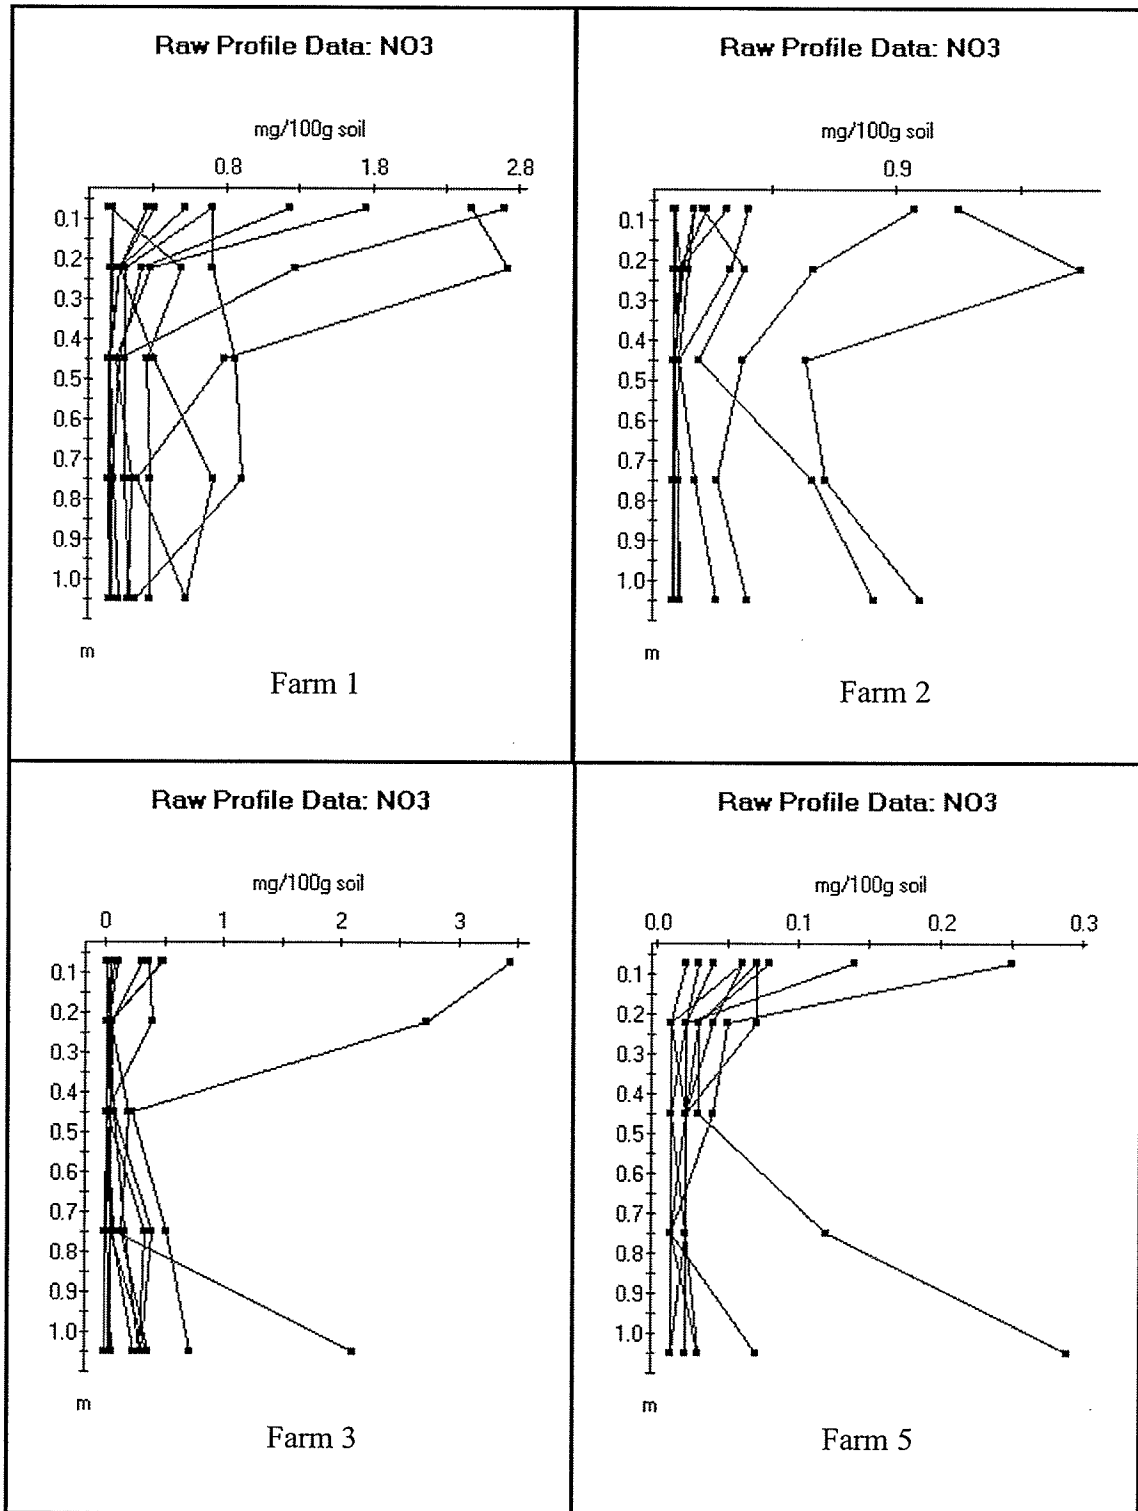 Raw Profile Data: NO3
mg/100g soil
0.8 1.8 2.8
0.1
0.2
0.3
0.4
0.5
0.6
0.7
0.8
0.9
1.0
m
Farm 1
Raw Profile Data: NO3
mg/100g soil
0.9
0.1
0.2
0.3
0.4
0.5
0.6
0.7
0.8
0.9
1.0
m
Farm 2
Raw Profile Data: NO3
mg/100g soil
0 1 2 3
0.1
0.2
0.3
0.4
0.5
0.6
0.7
0.8
0.9
1.0
m
Farm 3
Raw Profile Data: NO3
mg/100g soil
0.0 0.1 0.2 0.3
0.1
0.2
0.3
0.4
0.5
0.6
0.7
0.8
0.9
1.0
m
Farm 5